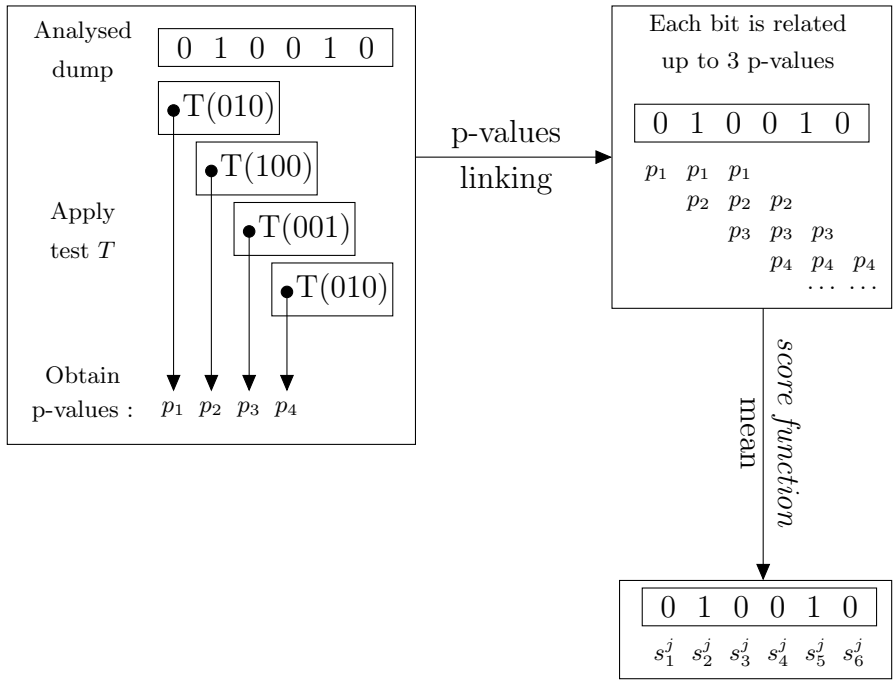 Analysed
dump
0 1 0 0 1 0
T(010)
T(100)
T(001)
T(010)
Apply
test T
Obtain
p-values :
p₁ p₂ p₃ p₄
p-values
linking
Each bit is related
up to 3 p-values
0 1 0 0 1 0
p₁ p₁ p₁
p₂ p₂ p₂
p₃ p₃ p₃
p₄ p₄ p₄
... ...
score function
mean
0 1 0 0 1 0
s₁ʲ s₂ʲ s₃ʲ s₄ʲ s₅ʲ s₆ʲ